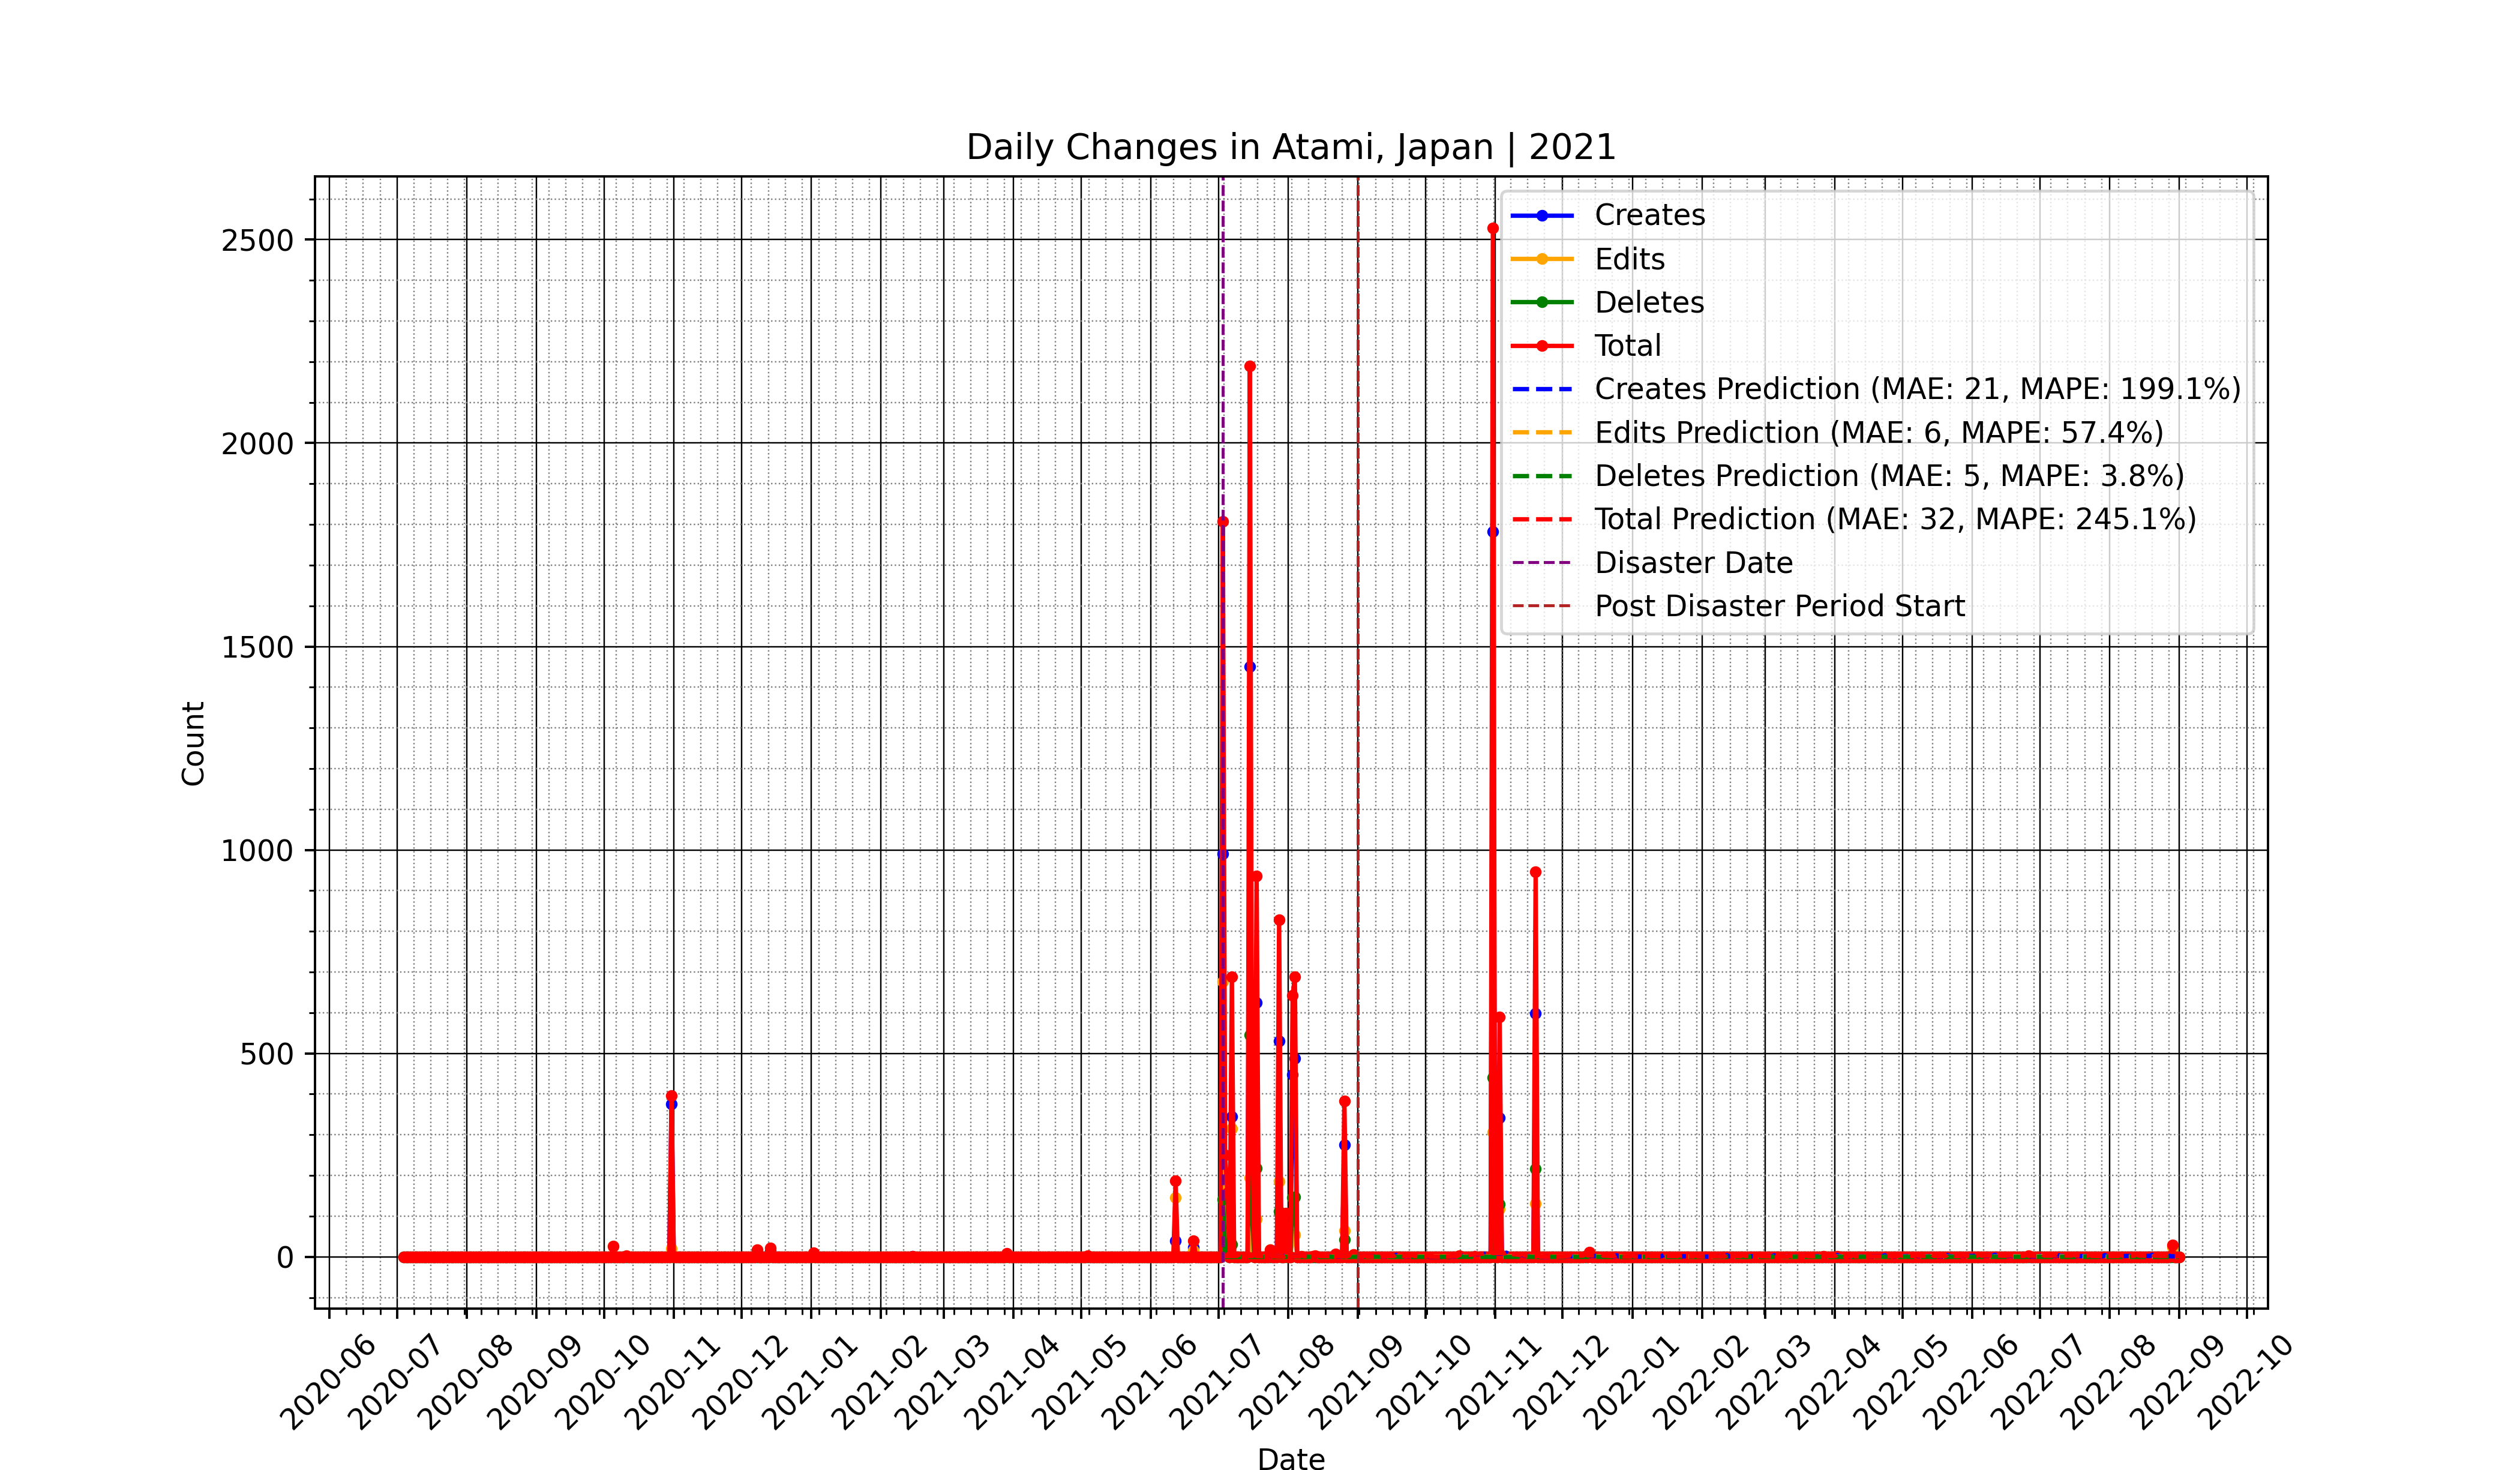 Daily Changes in Atami, Japan | 2021
2500
2000
1500
1000
500
0
Count
Creates
Edits
Deletes
Total
Creates Prediction (MAE: 21, MAPE: 199.1%)
Edits Prediction (MAE: 6, MAPE: 57.4%)
Deletes Prediction (MAE: 5, MAPE: 3.8%)
Total Prediction (MAE: 32, MAPE: 245.1%)
Disaster Date
Post Disaster Period Start
2020-06
2020-07
2020-08
2020-09
2020-10
2020-11
2020-12
2021-01
2021-02
2021-03
2021-04
2021-05
2021-06
2021-07
2021-08
2021-09
2021-10
2021-11
2021-12
2022-01
2022-02
2022-03
2022-04
2022-05
2022-06
2022-07
2022-08
2022-09
2022-10
Date